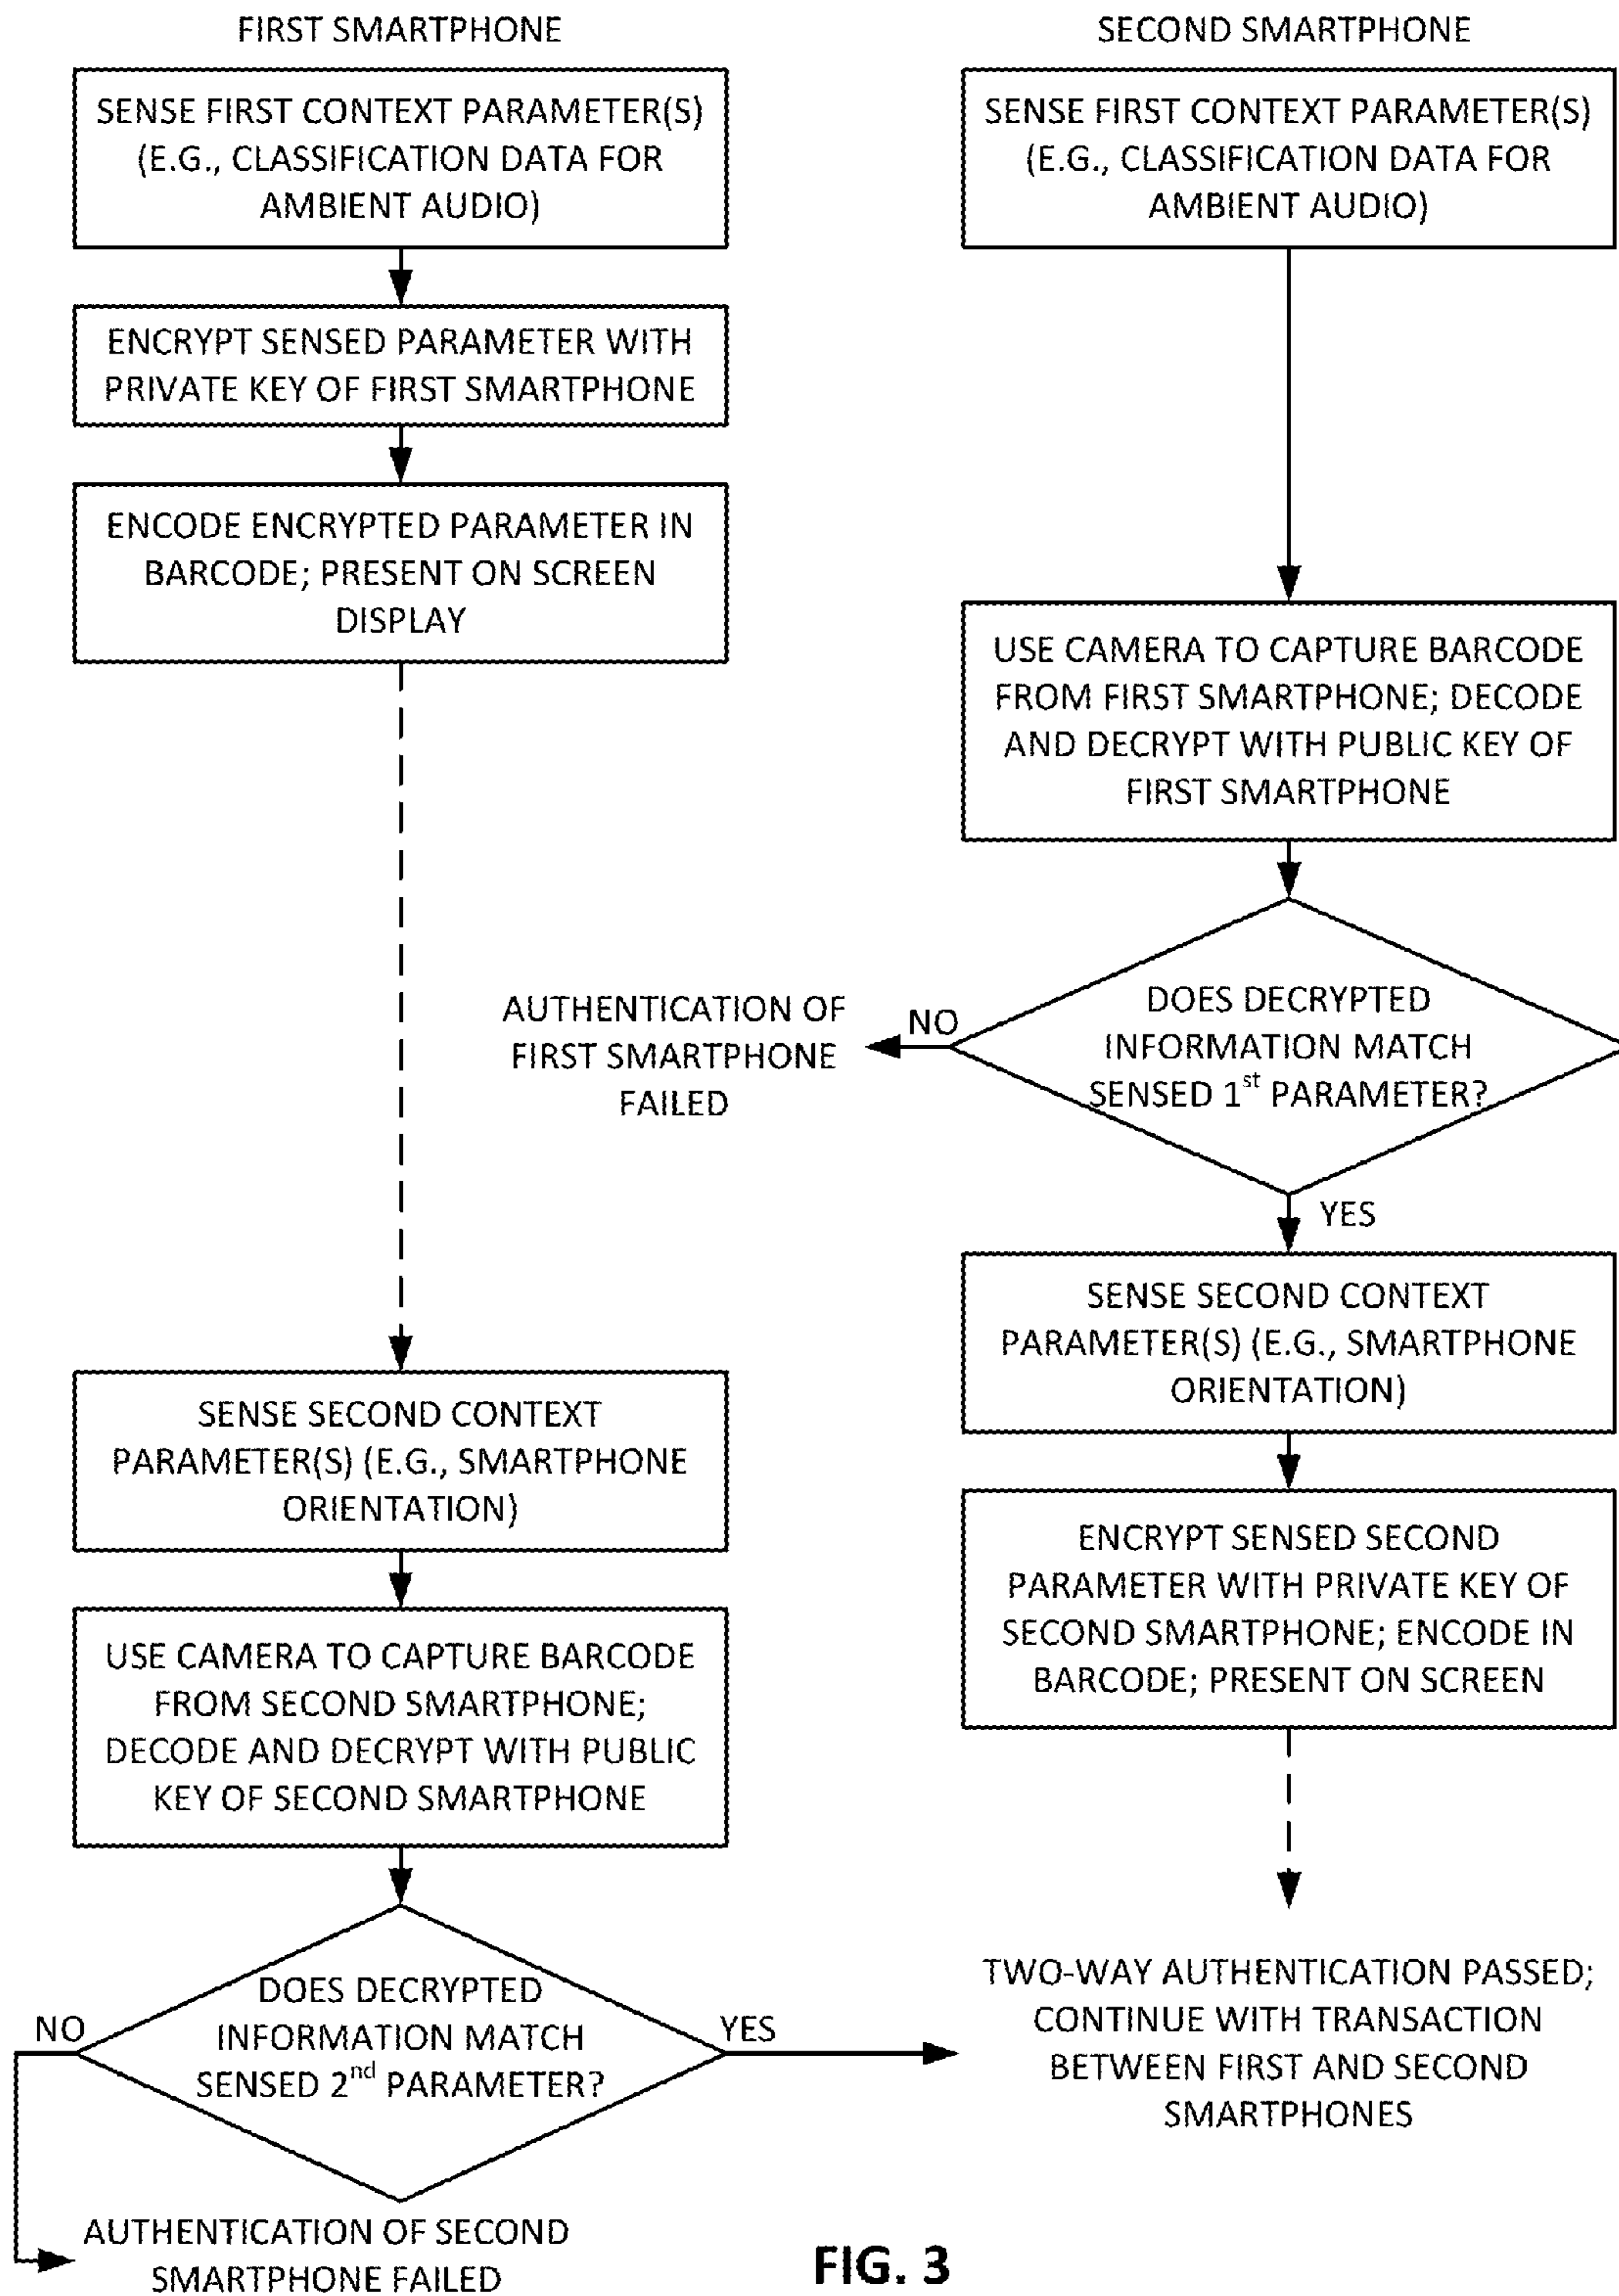 FIRST SMARTPHONE
SENSE FIRST CONTEXT PARAMETER(S)
(E.G., CLASSIFICATION DATA FOR
AMBIENT AUDIO)
ENCRYPT SENSED PARAMETER WITH
PRIVATE KEY OF FIRST SMARTPHONE
ENCODE ENCRYPTED PARAMETER IN
BARCODE; PRESENT ON SCREEN
DISPLAY
SENSE SECOND CONTEXT
PARAMETER(S) (E.G., SMARTPHONE
ORIENTATION)
USE CAMERA TO CAPTURE BARCODE
FROM SECOND SMARTPHONE;
DECODE AND DECRYPT WITH PUBLIC
KEY OF SECOND SMARTPHONE
DOES DECRYPTED
INFORMATION MATCH
SENSED 2nd PARAMETER?
NO
YES
AUTHENTICATION OF SECOND
SMARTPHONE FAILED
SECOND SMARTPHONE
SENSE FIRST CONTEXT PARAMETER(S)
(E.G., CLASSIFICATION DATA FOR
AMBIENT AUDIO)
USE CAMERA TO CAPTURE BARCODE
FROM FIRST SMARTPHONE; DECODE
AND DECRYPT WITH PUBLIC KEY OF
FIRST SMARTPHONE
DOES DECRYPTED
INFORMATION MATCH
SENSED 1st PARAMETER?
NO
AUTHENTICATION OF
FIRST SMARTPHONE
FAILED
YES
SENSE SECOND CONTEXT
PARAMETER(S) (E.G., SMARTPHONE
ORIENTATION)
ENCRYPT SENSED SECOND
PARAMETER WITH PRIVATE KEY OF
SECOND SMARTPHONE; ENCODE IN
BARCODE; PRESENT ON SCREEN
TWO-WAY AUTHENTICATION PASSED;
CONTINUE WITH TRANSACTION
BETWEEN FIRST AND SECOND
SMARTPHONES
FIG. 3